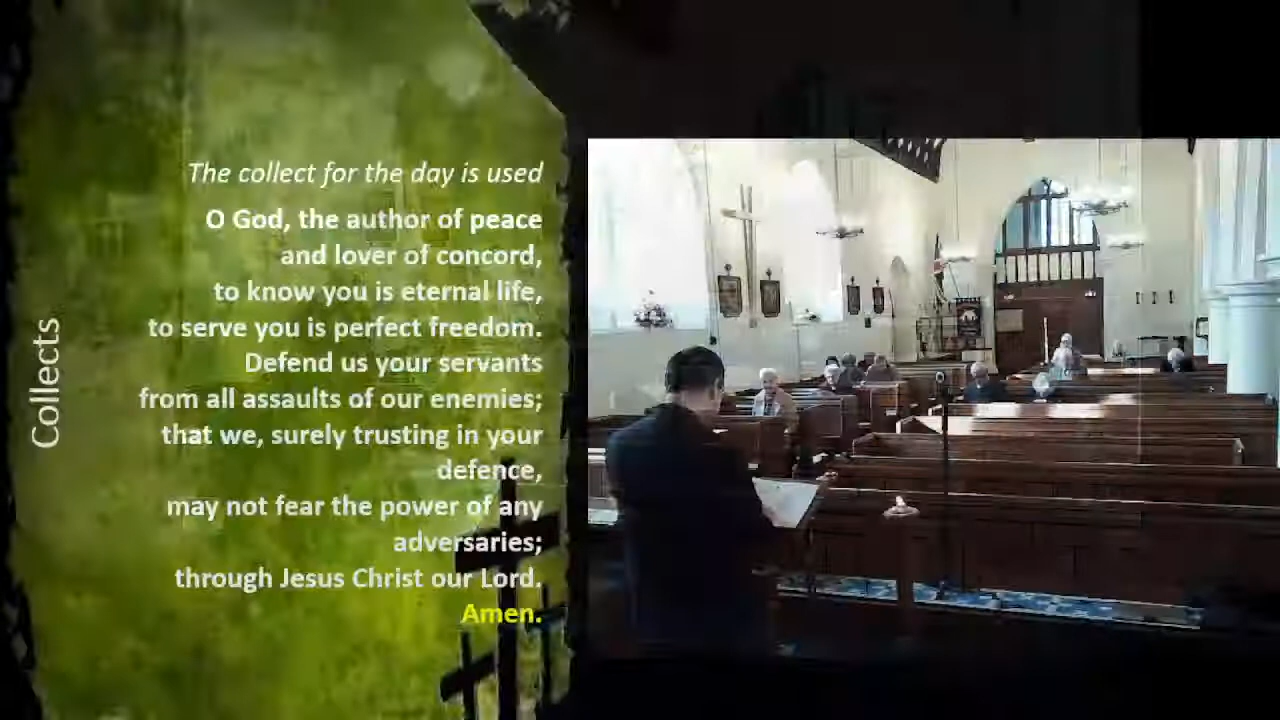 Collects
The collect for the day is used
O God, the author of peace
and lover of concord,
to know you is eternal life,
to serve you is perfect freedom.
Defend us your servants
from all assaults of our enemies;
that we, surely trusting in your
defence,
may not fear the power of any
adversaries;
through Jesus Christ our Lord.
Amen.